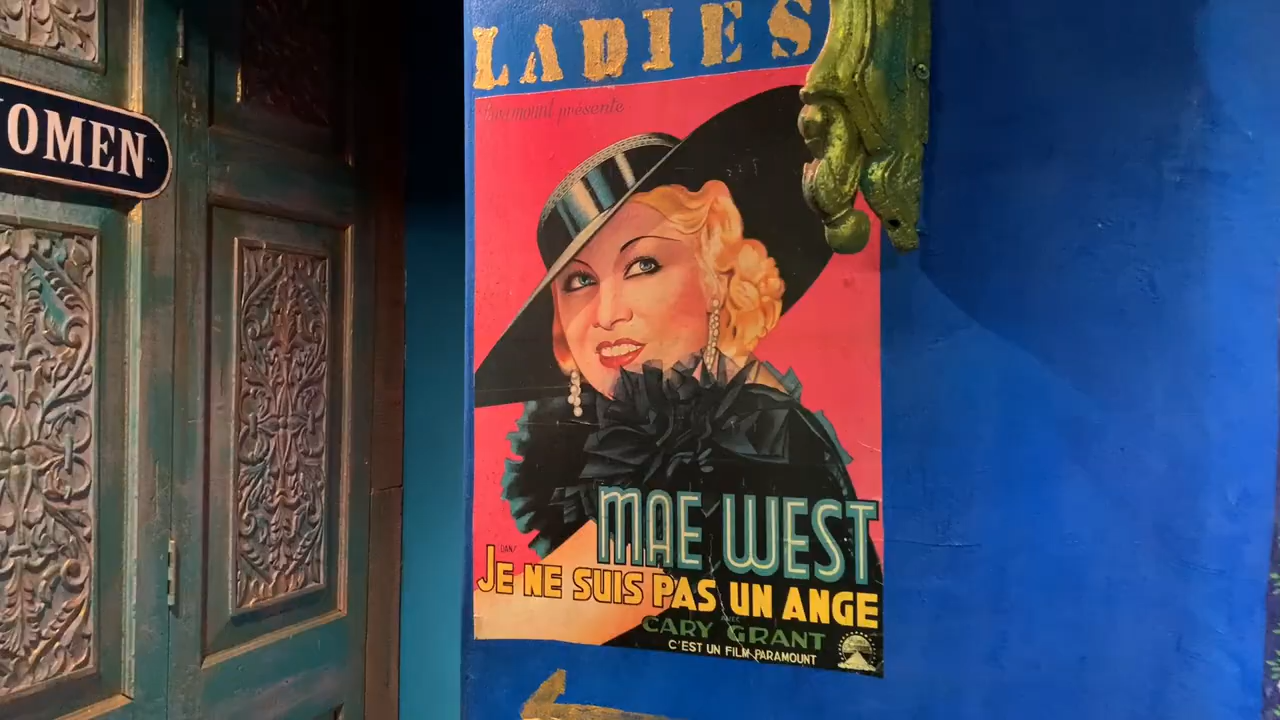 LADIES
OMEN
Paramount présente
MAE WEST
DANS
JE NE SUIS PAS UN ANGE
AVEC
CARY GRANT
C'EST UN FILM PARAMOUNT